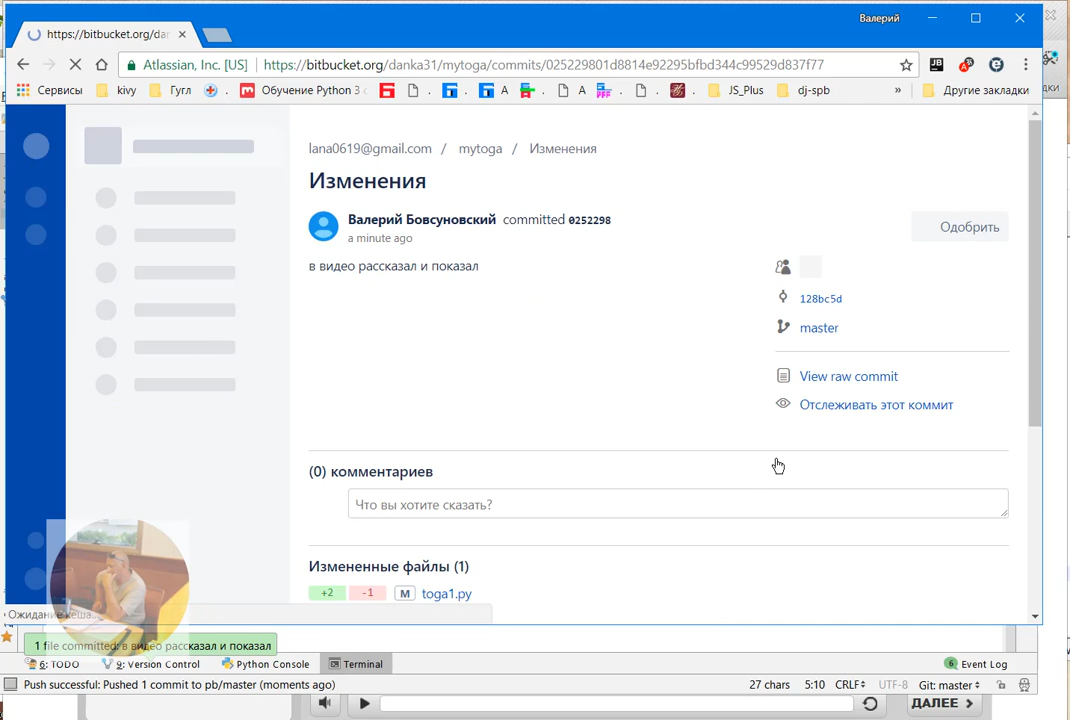 Валерий
https://bitbucket.org/dan
Atlassian, Inc. [US] https://bitbucket.org/danka31/mytoga/commits/025229801d8814e92295bfbd344c99529d837f77
Сервисы kivy Гугл . Обучение Python 3 . . A . A . . JS_Plus dj-spb » Другие закладки
lana0619@gmail.com / mytoga / Изменения
Изменения
Валерий Бовсуновский committed 0252298
a minute ago
Одобрить
в видео рассказал и показал
128bc5d
master
View raw commit
Отслеживать этот коммит
(0) комментариев
Что вы хотите сказать?
Измененные файлы (1)
+2 -1 M toga1.py
Ожидание кеша...
1 file committed: в видео рассказал и показал
6: TODO 9: Version Control Python Console Terminal 6 Event Log
Push successful: Pushed 1 commit to pb/master (moments ago) 27 chars 5:10 CRLF UTF-8 Git: master
ДАЛЕЕ